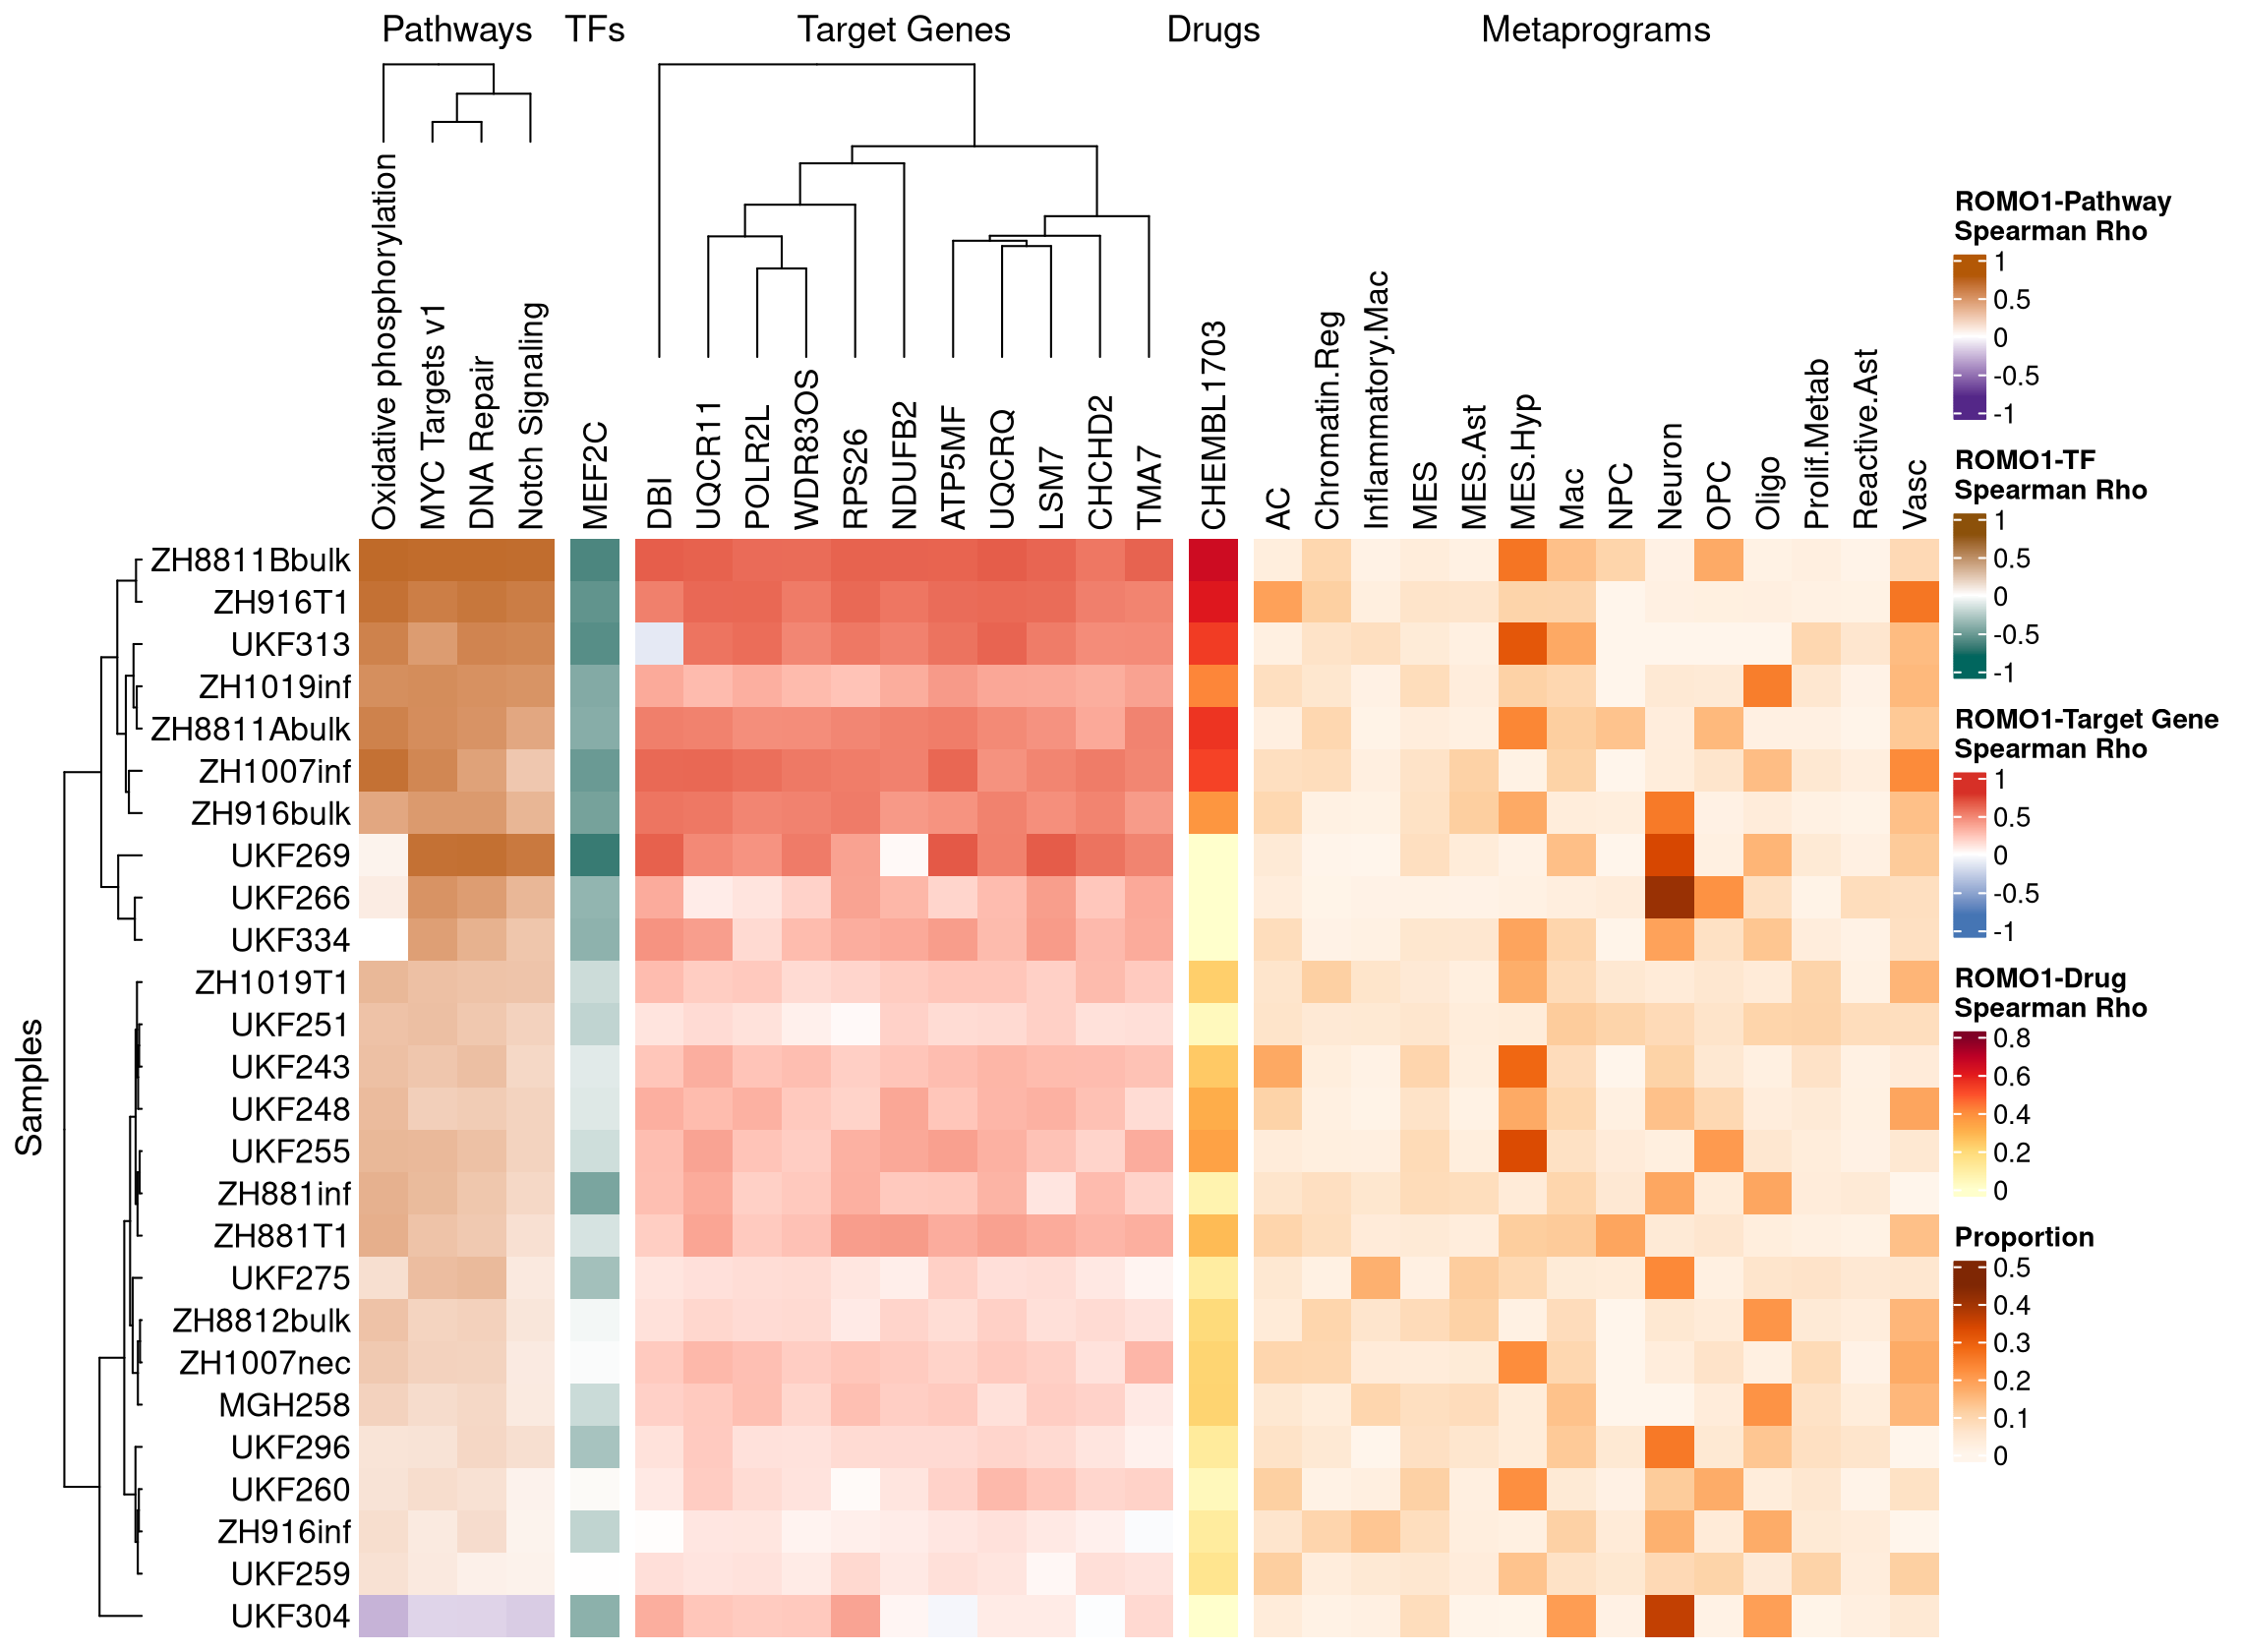 Pathways TFs Target Genes Drugs Metaprograms
Oxidative phosphorylation
MYC Targets v1
DNA Repair
Notch Signaling
MEF2C
DBI
UQCR11
POLR2L
WDR83OS
RPS26
NDUFB2
ATP5MF
UQCRQ
LSM7
CHCHD2
TMA7
CHEMBL1703
AC
Chromatin.Reg
Inflammatory.Mac
MES
MES.Ast
MES.Hyp
Mac
NPC
Neuron
OPC
Oligo
Prolif.Metab
Reactive.Ast
Vasc
Samples
ZH8811Bbulk
ZH916T1
UKF313
ZH1019inf
ZH8811Abulk
ZH1007inf
ZH916bulk
UKF269
UKF266
UKF334
ZH1019T1
UKF251
UKF243
UKF248
UKF255
ZH881inf
ZH881T1
UKF275
ZH8812bulk
ZH1007nec
MGH258
UKF296
UKF260
ZH916inf
UKF259
UKF304
ROMO1-Pathway
Spearman Rho
1
0.5
0
-0.5
-1
ROMO1-TF
Spearman Rho
1
0.5
0
-0.5
-1
ROMO1-Target Gene
Spearman Rho
1
0.5
0
-0.5
-1
ROMO1-Drug
Spearman Rho
0.8
0.6
0.4
0.2
0
Proportion
0.5
0.4
0.3
0.2
0.1
0